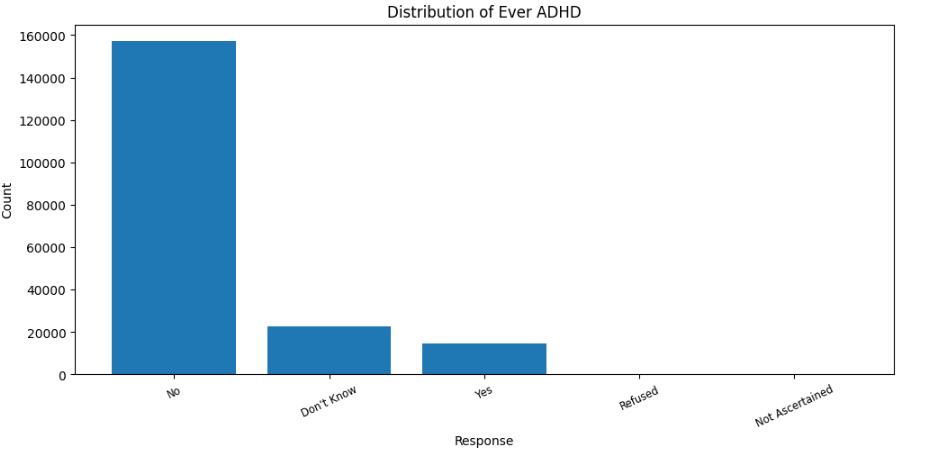 Distribution of Ever ADHD
160000
140000
120000
100000
80000
60000
40000
20000
0
Count
No
Don't Know
Yes
Refused
Not Ascertained
Response